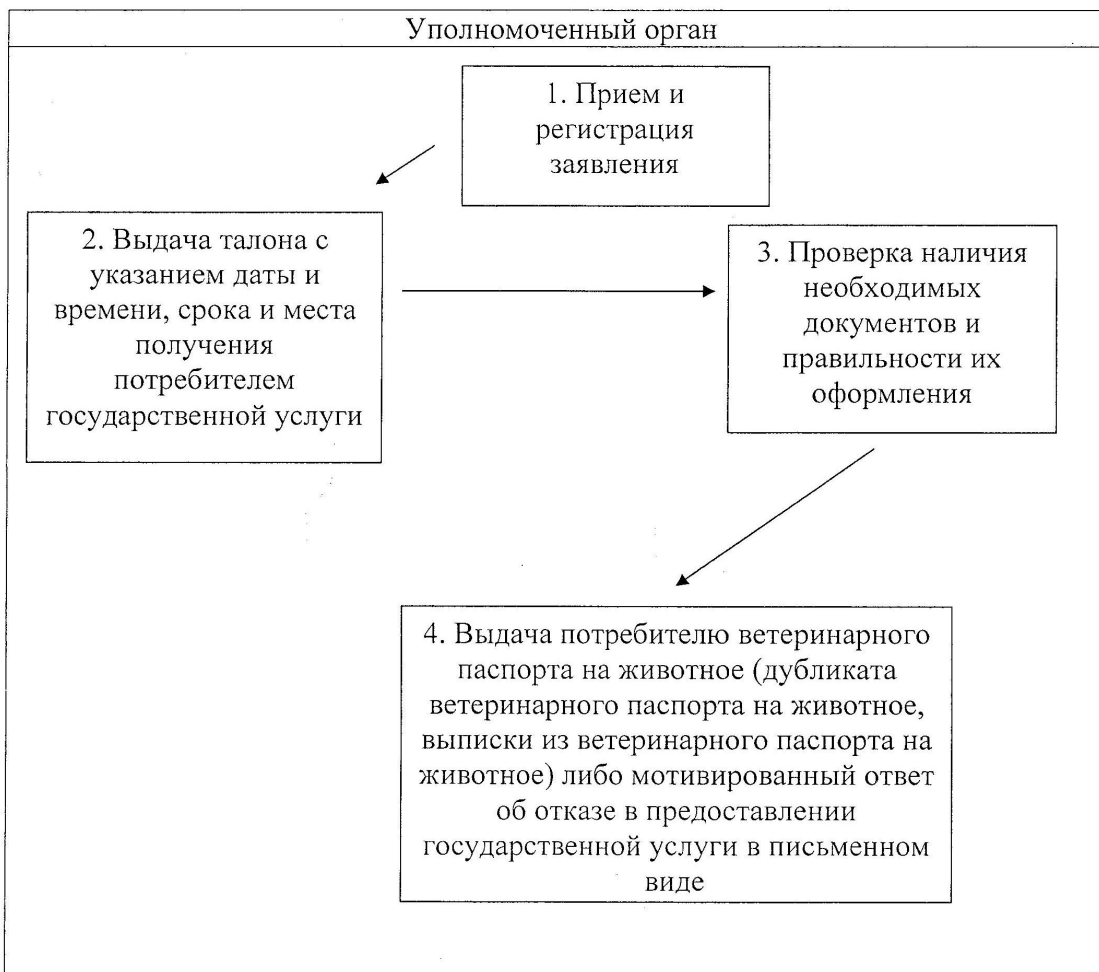 Уполномоченный орган
1. Прием и
регистрация
заявления
2. Выдача талона с
указанием даты и
времени, срока и места
получения
потребителем
государственной услуги
3. Проверка наличия
необходимых
документов и
правильности их
оформления
4. Выдача потребителю ветеринарного
паспорта на животное (дубликата
ветеринарного паспорта на животное,
выписки из ветеринарного паспорта на
животное) либо мотивированный ответ
об отказе в предоставлении
государственной услуги в письменном
виде